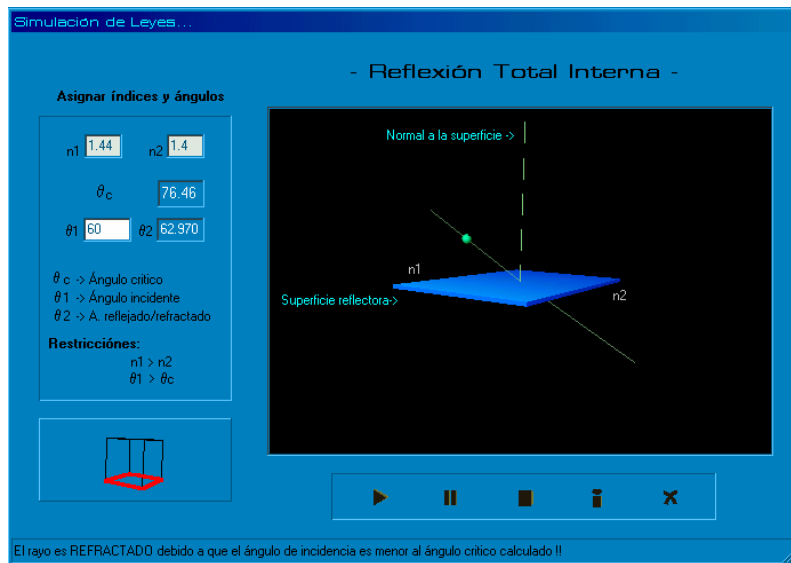 Simulación de Leyes...
- Reflexión Total Interna -
Asignar índices y ángulos
n1 1.44 n2 1.4
θc 76.46
θ1 60 θ2 62.970
θc -> Ángulo crítico
θ1 -> Ángulo incidente
θ2 -> A. reflejado/refractado
Restricciónes:
n1 > n2
θ1 > θc
Normal a la superficie ->
n1
Superficie reflectora->
n2
El rayo es REFRACTADO debido a que el ángulo de incidencia es menor al ángulo crítico calculado !!